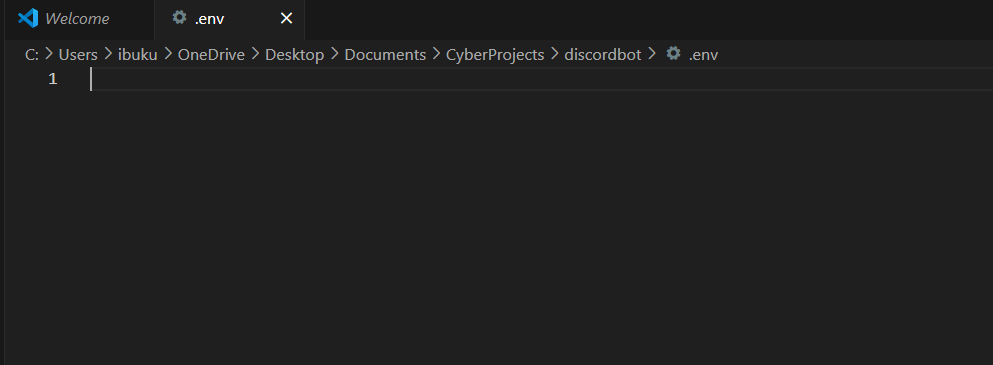 Welcome .env
C: > Users > ibuku > OneDrive > Desktop > Documents > CyberProjects > discordbot > .env
1